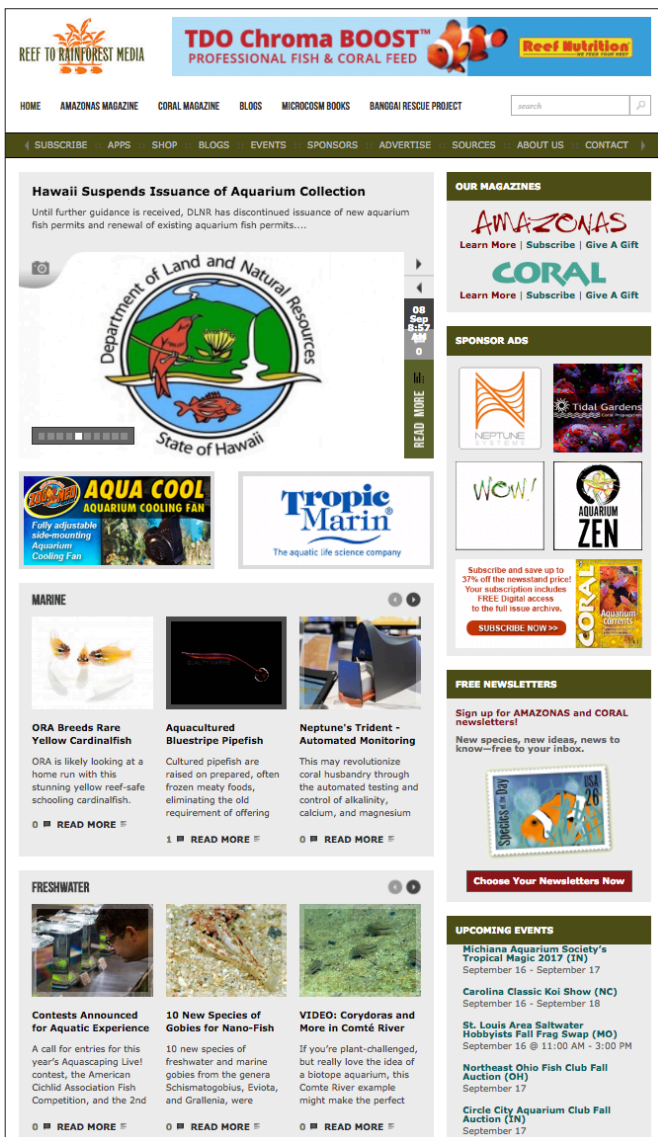 REEF TO RAINFOREST MEDIA
TDO Chroma BOOST™
PROFESSIONAL FISH & CORAL FEED
Reef Nutrition
HOME AMAZONAS MAGAZINE CORAL MAGAZINE BLOGS MICROCOSM BOOKS BANGGAI RESCUE PROJECT
search
SUBSCRIBE :: APPS :: SHOP :: BLOGS :: EVENTS :: SPONSORS :: ADVERTISE :: SOURCES :: ABOUT US :: CONTACT
Hawaii Suspends Issuance of Aquarium Collection
Until further guidance is received, DLNR has discontinued issuance of new aquarium
fish permits and renewal of existing aquarium fish permits....
Department of Land and Natural Resources
State of Hawaii
08
Sep
8:57
AM
0
READ MORE
ZOO MED
AQUA COOL
AQUARIUM COOLING FAN
Fully adjustable
side-mounting
Aquarium
Cooling Fan
Tropic
Marin®
The aquatic life science company
MARINE
ORA Breeds Rare
Yellow Cardinalfish
ORA is likely looking at a
home run with this
stunning yellow reef-safe
schooling cardinalfish.
0 READ MORE
Aquacultured
Bluestripe Pipefish
Cultured pipefish are
raised on prepared, often
frozen meaty foods,
eliminating the old
requirement of offering
1 READ MORE
Neptune's Trident -
Automated Monitoring
This may revolutionize
coral husbandry through
the automated testing and
control of alkalinity,
calcium, and magnesium
0 READ MORE
FRESHWATER
Contests Announced
for Aquatic Experience
A call for entries for this
year's Aquascaping Live!
contest, the American
Cichlid Association Fish
Competition, and the 2nd
0 READ MORE
10 New Species of
Gobies for Nano-Fish
10 new species of
freshwater and marine
gobies from the genera
Schismatogobius, Eviota,
and Grallenia, were
0 READ MORE
VIDEO: Corydoras and
More in Comté River
If you're plant-challenged,
but really love the idea of
a biotope aquarium, this
Comte River example
might make the perfect
0 READ MORE
OUR MAGAZINES
AMAZONAS
Learn More | Subscribe | Give A Gift
CORAL
Learn More | Subscribe | Give A Gift
SPONSOR ADS
NEPTUNE
SYSTEMS
Tidal Gardens
Coral Propagation
WOW!
AQUARIUM
ZEN
Subscribe and save up to
37% off the newsstand price!
Your subscription includes
FREE Digital access
to the full issue archive.
SUBSCRIBE NOW >>
CORAL
Aquarium
currents
FREE NEWSLETTERS
Sign up for AMAZONAS and CORAL
newsletters!
New species, new ideas, news to
know—free to your inbox.
Species of the Day
USA
26
Choose Your Newsletters Now
UPCOMING EVENTS
Michiana Aquarium Society's
Tropical Magic 2017 (IN)
September 16 - September 17
Carolina Classic Koi Show (NC)
September 16 - September 18
St. Louis Area Saltwater
Hobbyists Fall Frag Swap (MO)
September 16 @ 11:00 AM - 3:00 PM
Northeast Ohio Fish Club Fall
Auction (OH)
September 17
Circle City Aquarium Club Fall
Auction (IN)
September 17